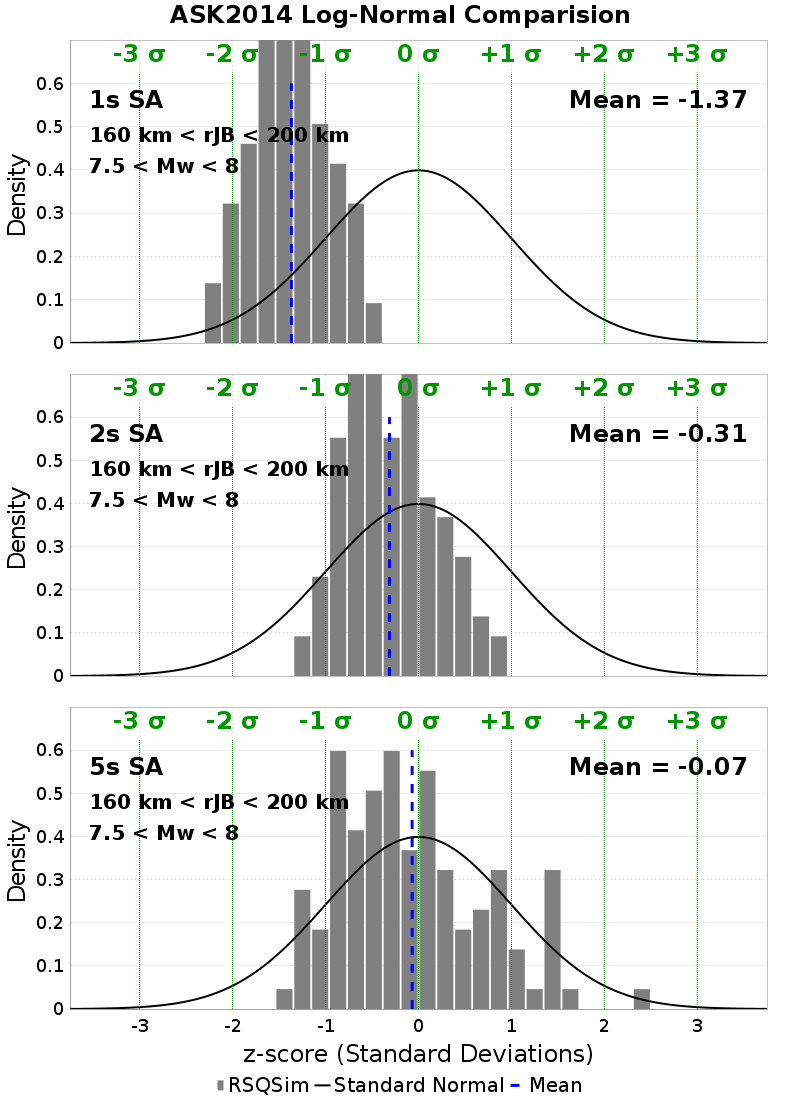 ASK2014 Log-Normal Comparision
-3 σ -2 σ -1 σ 0 σ +1 σ +2 σ +3 σ
1s SA Mean = -1.37
160 km < rJB < 200 km
7.5 < Mw < 8
0.6
0.5
0.4
0.3
0.2
0.1
0
Density
-3 σ -2 σ -1 σ 0 σ +1 σ +2 σ +3 σ
2s SA Mean = -0.31
160 km < rJB < 200 km
7.5 < Mw < 8
0.6
0.5
0.4
0.3
0.2
0.1
0
Density
-3 σ -2 σ -1 σ 0 σ +1 σ +2 σ +3 σ
5s SA Mean = -0.07
160 km < rJB < 200 km
7.5 < Mw < 8
0.6
0.5
0.4
0.3
0.2
0.1
0
Density
-3 -2 -1 0 1 2 3
z-score (Standard Deviations)
RSQSim Standard Normal Mean